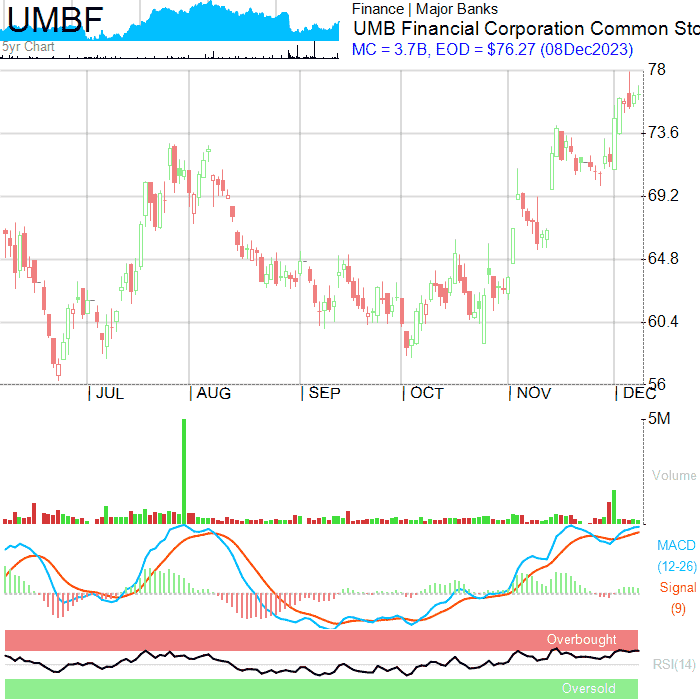 UMBF
5yr Chart
Finance | Major Banks
UMB Financial Corporation Common Sto
MC = 3.7B, EOD = $76.27 (08Dec2023)
78
73.6
69.2
64.8
60.4
56
JUL AUG SEP OCT NOV DEC
5M
Volume
MACD
(12-26)
Signal
(9)
Overbought
RSI(14)
Oversold